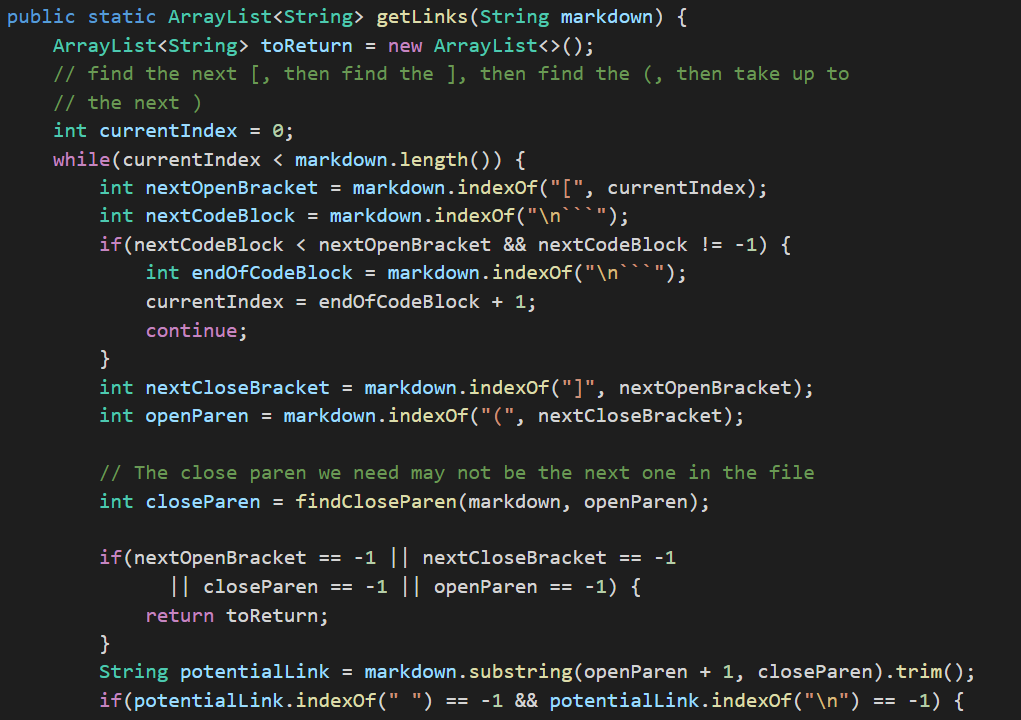 public static ArrayList<String> getLinks(String markdown) {
    ArrayList<String> toReturn = new ArrayList<>();
    // find the next [, then find the ], then find the (, then take up to
    // the next )
    int currentIndex = 0;
    while(currentIndex < markdown.length()) {
        int nextOpenBracket = markdown.indexOf("[", currentIndex);
        int nextCodeBlock = markdown.indexOf("\n```");
        if(nextCodeBlock < nextOpenBracket && nextCodeBlock != -1) {
            int endOfCodeBlock = markdown.indexOf("\n```");
            currentIndex = endOfCodeBlock + 1;
            continue;
        }
        int nextCloseBracket = markdown.indexOf("]", nextOpenBracket);
        int openParen = markdown.indexOf("(", nextCloseBracket);

        // The close paren we need may not be the next one in the file
        int closeParen = findCloseParen(markdown, openParen);

        if(nextOpenBracket == -1 || nextCloseBracket == -1
              || closeParen == -1 || openParen == -1) {
            return toReturn;
        }
        String potentialLink = markdown.substring(openParen + 1, closeParen).trim();
        if(potentialLink.indexOf(" ") == -1 && potentialLink.indexOf("\n") == -1) {